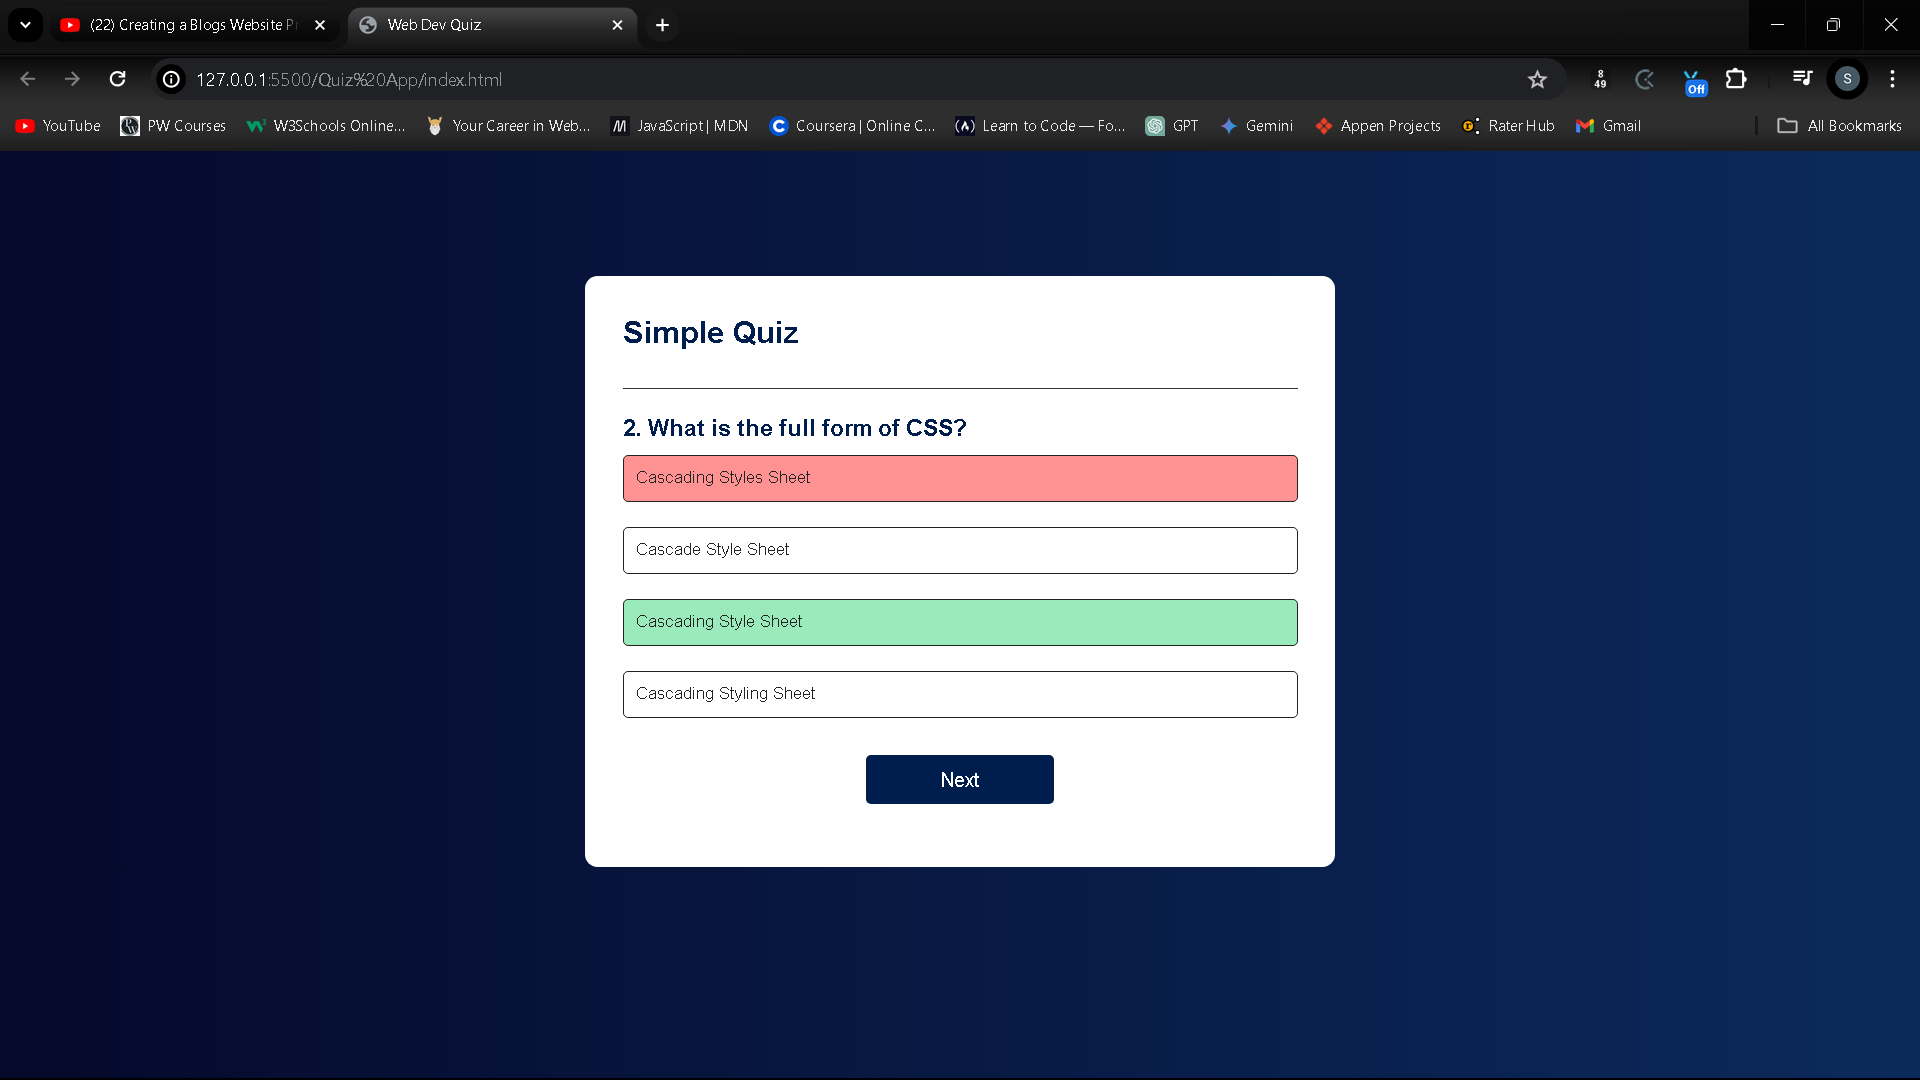 (22) Creating a Blogs Website Pr
Web Dev Quiz
127.0.0.1:5500/Quiz%20App/index.html
8
49
Off
S
YouTube
PW Courses
W3Schools Online...
Your Career in Web...
JavaScript | MDN
Coursera | Online C...
Learn to Code — Fo...
GPT
Gemini
Appen Projects
Rater Hub
Gmail
All Bookmarks
Simple Quiz
2. What is the full form of CSS?
Cascading Styles Sheet
Cascade Style Sheet
Cascading Style Sheet
Cascading Styling Sheet
Next